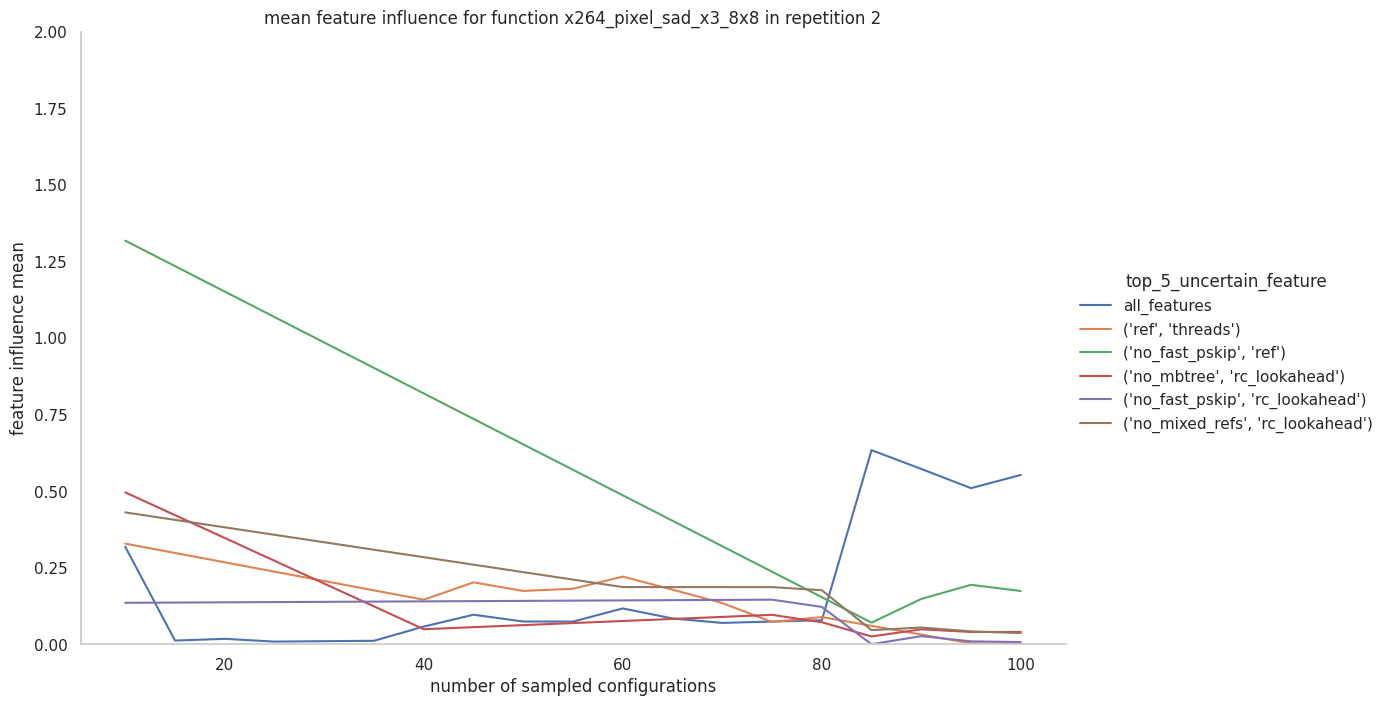 mean feature influence for function x264_pixel_sad_x3_8x8 in repetition 2
2.00
1.75
1.50
1.25
1.00
0.75
0.50
0.25
0.00
feature influence mean
20 40 60 80 100
number of sampled configurations
top_5_uncertain_feature
all_features
('ref', 'threads')
('no_fast_pskip', 'ref')
('no_mbtree', 'rc_lookahead')
('no_fast_pskip', 'rc_lookahead')
('no_mixed_refs', 'rc_lookahead')